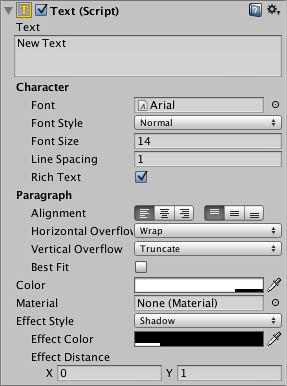 T Text (Script)
Text
New Text
Character
Font Arial
Font Style Normal
Font Size 14
Line Spacing 1
Rich Text
Paragraph
Alignment
Horizontal Overflow Wrap
Vertical Overflow Truncate
Best Fit
Color
Material None (Material)
Effect Style Shadow
Effect Color
Effect Distance
X 0 Y 1